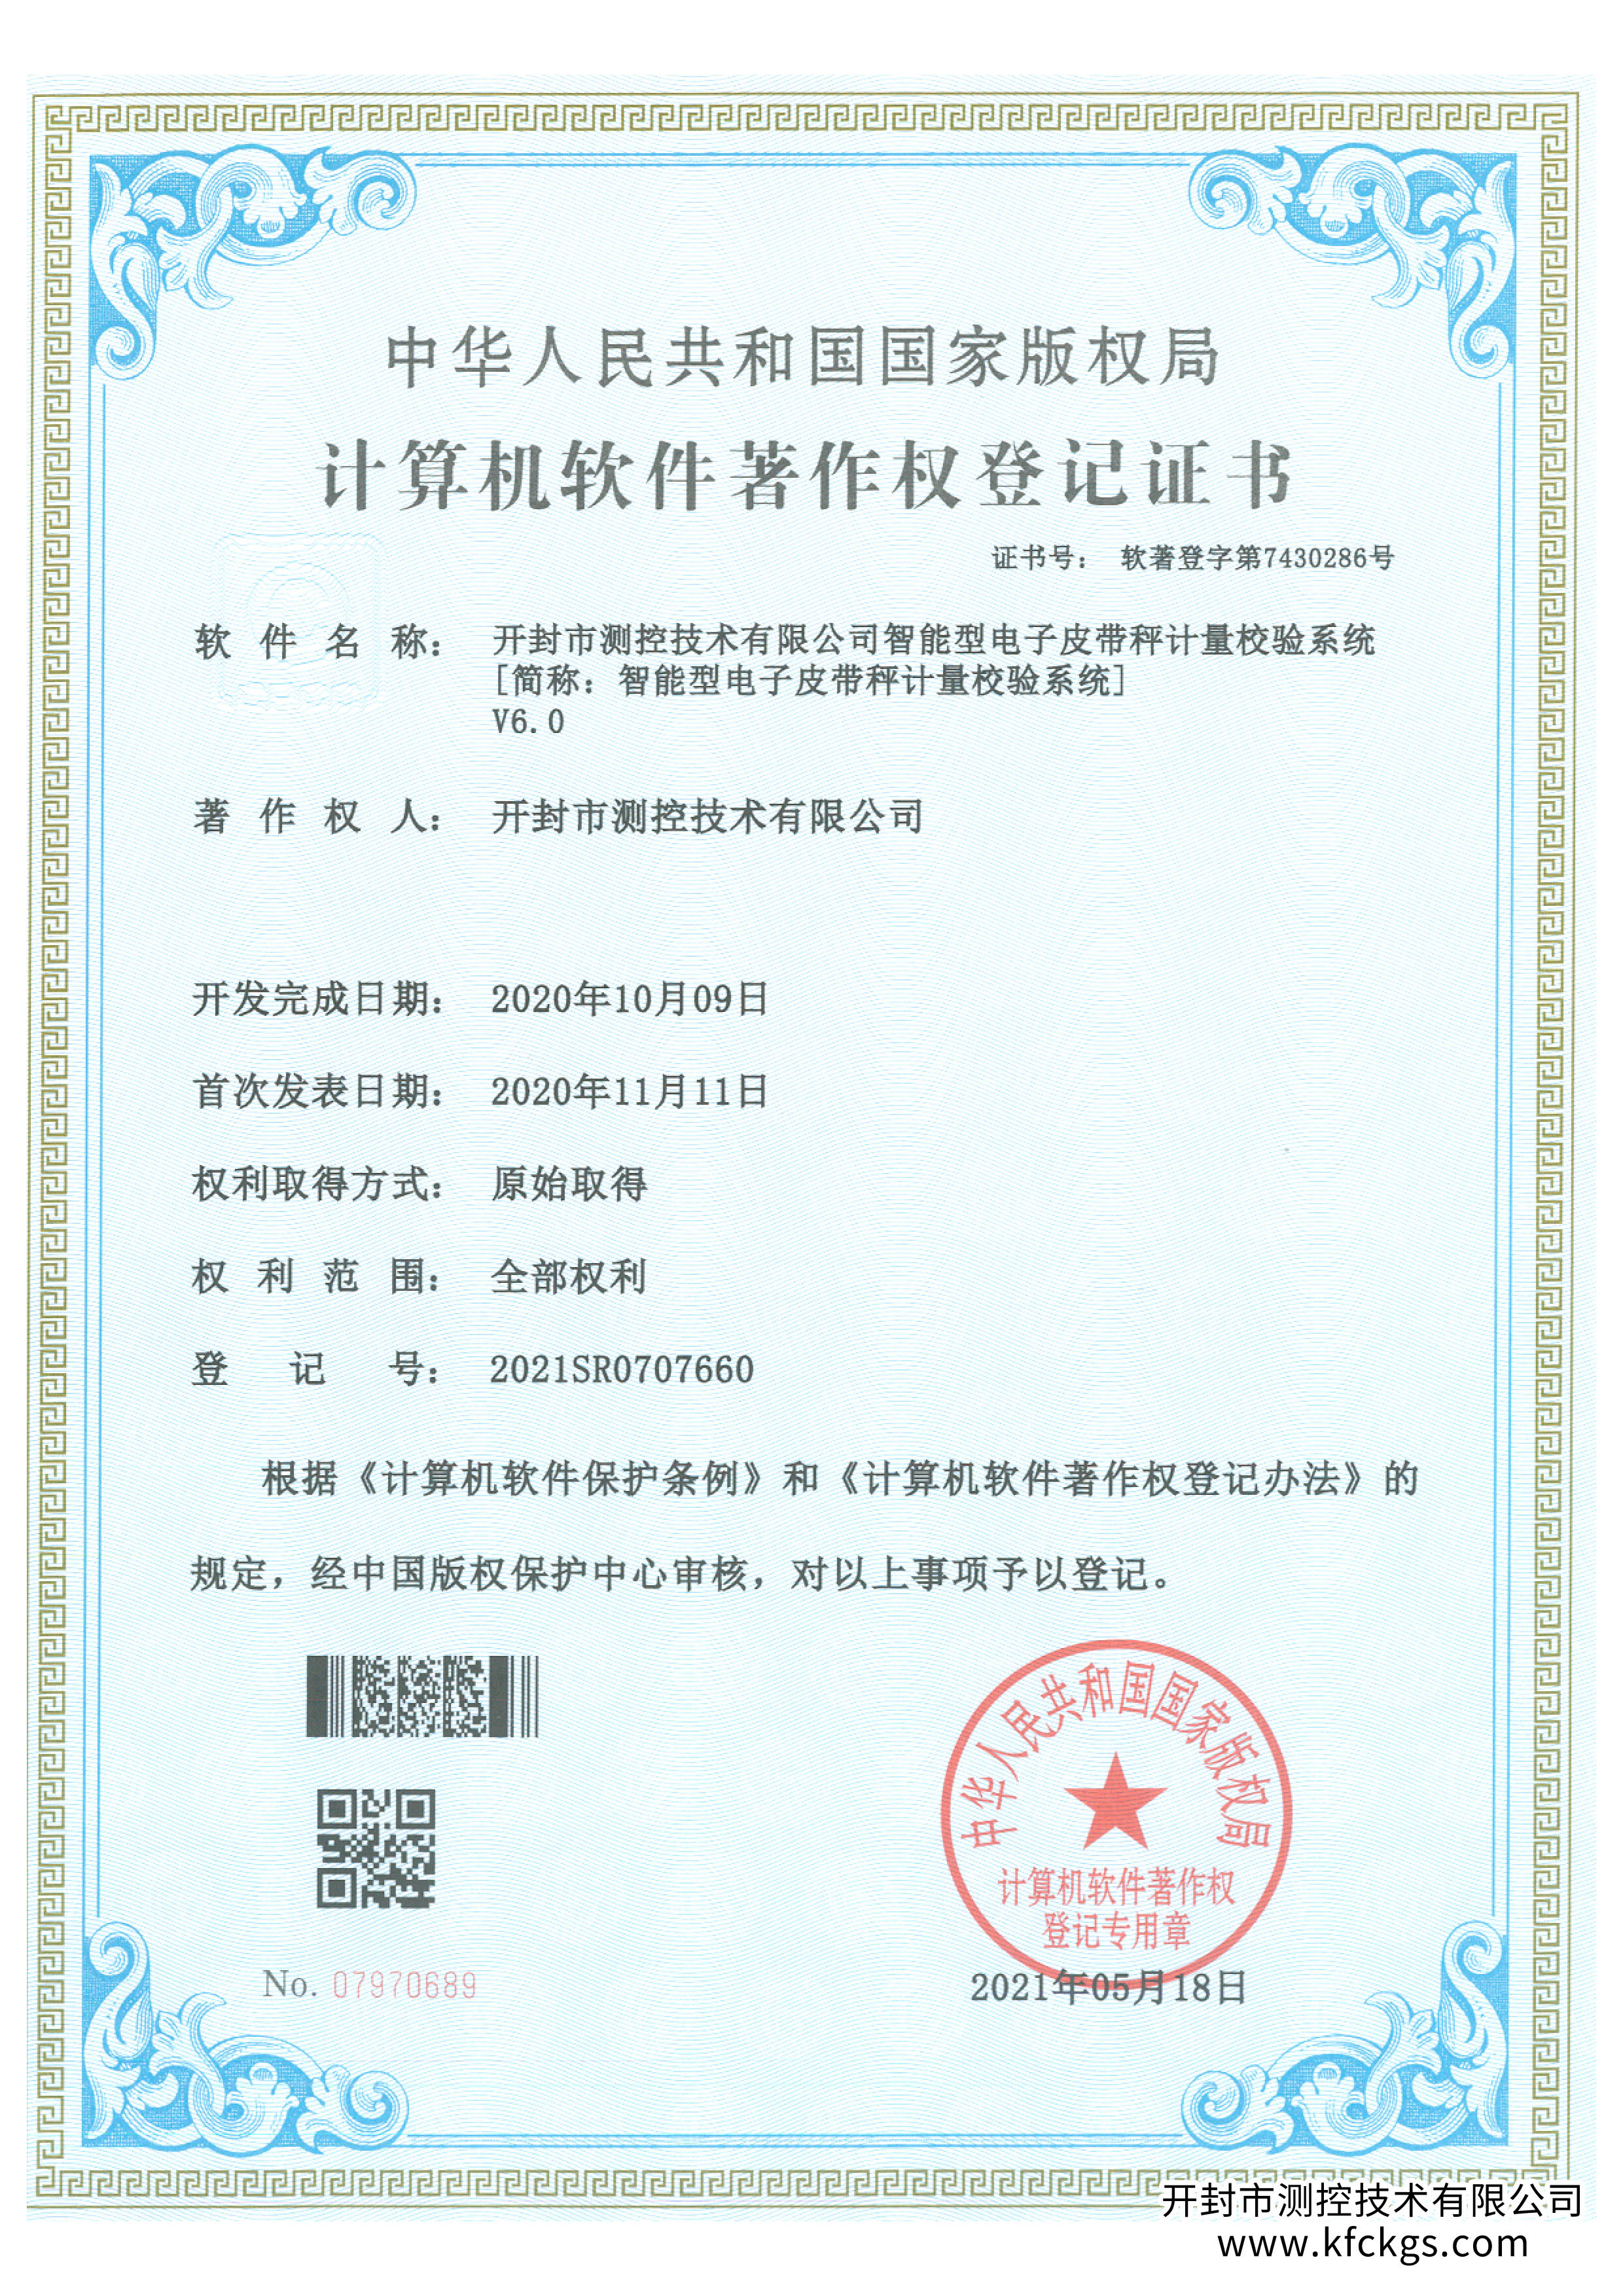 中华人民共和国国家版权局
计算机软件著作权登记证书
证书号： 软著登字第7430286号
软件名称： 开封市测控技术有限公司智能型电子皮带秤计量校验系统
[简称：智能型电子皮带秤计量校验系统]
V6.0
著作权人： 开封市测控技术有限公司
开发完成日期： 2020年10月09日
首次发表日期： 2020年11月11日
权利取得方式： 原始取得
权利范围： 全部权利
登记号： 2021SR0707660
根据《计算机软件保护条例》和《计算机软件著作权登记办法》的
规定，经中国版权保护中心审核，对以上事项予以登记。
中华人民共和国国家版权局
计算机软件著作权
登记专用章
No. 07970689
2021年05月18日
开封市测控技术有限公司
www.kfckgs.com